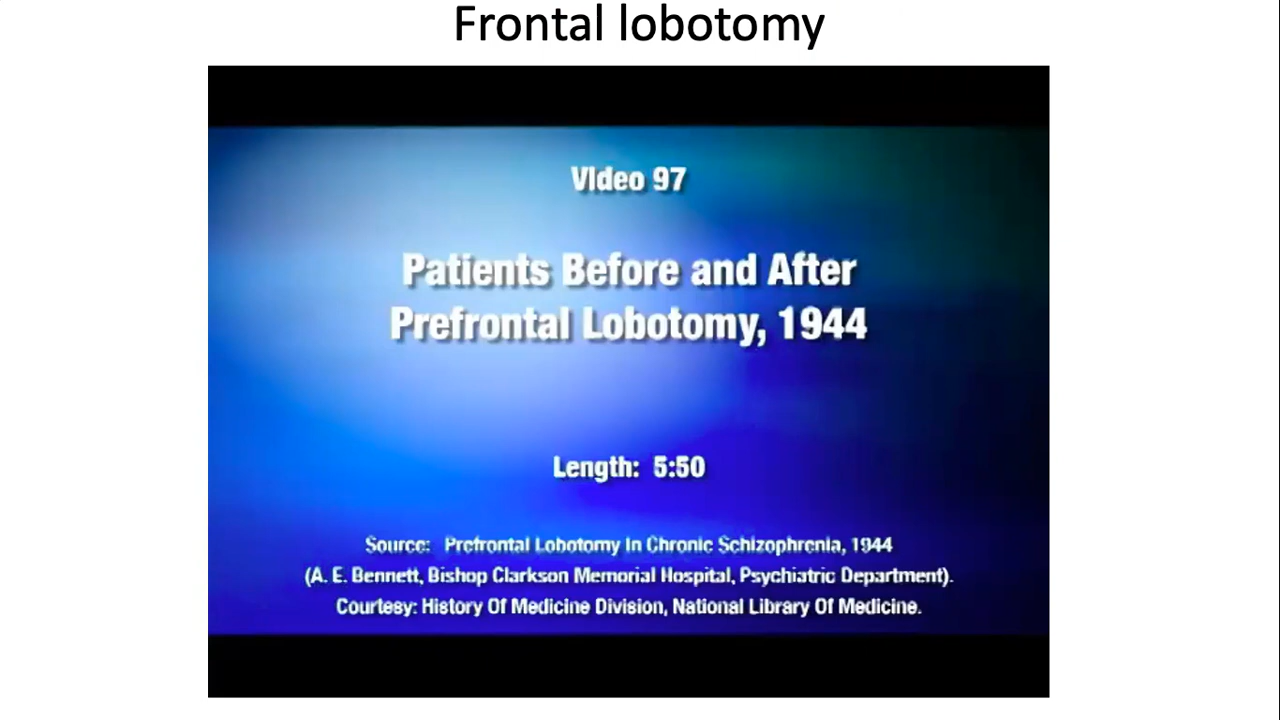 Frontal lobotomy
Video 97
Patients Before and After
Prefrontal Lobotomy, 1944
Length: 5:50
Source: Prefrontal Lobotomy In Chronic Schizophrenia, 1944
(A. E. Bennett, Bishop Clarkson Memorial Hospital, Psychiatric Department).
Courtesy: History Of Medicine Division, National Library Of Medicine.